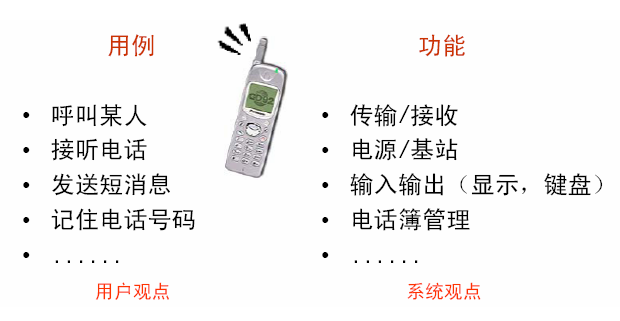 用例
功能
• 呼叫某人
• 接听电话
• 发送短消息
• 记住电话号码
• ......
用户观点
• 传输/接收
• 电源/基站
• 输入输出（显示，键盘）
• 电话簿管理
• ......
系统观点